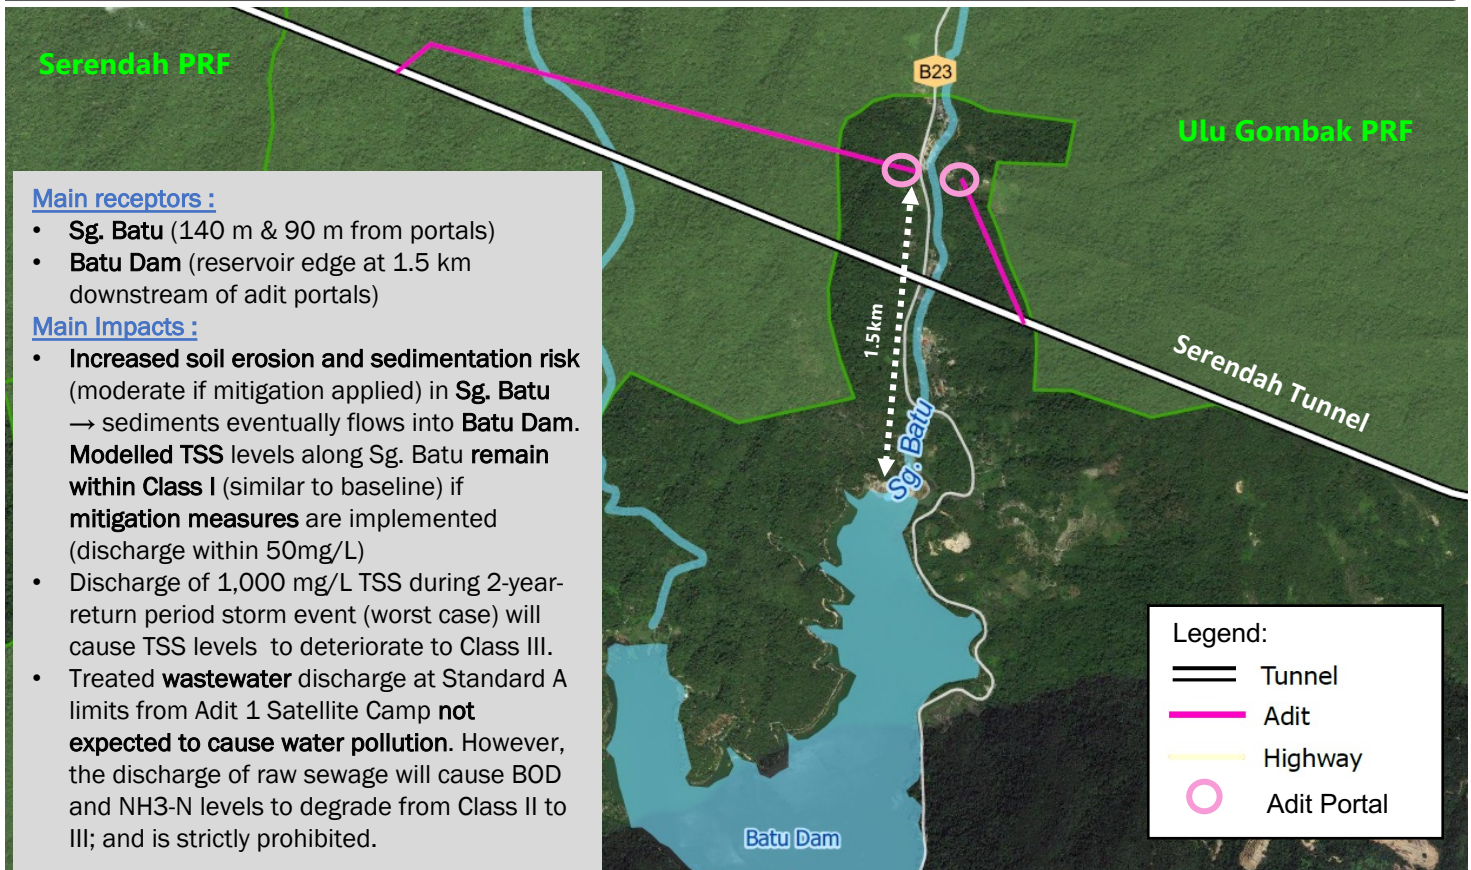 Serendah PRF
B23
Ulu Gombak PRF
Main receptors :
• Sg. Batu (140 m & 90 m from portals)
• Batu Dam (reservoir edge at 1.5 km
downstream of adit portals)
Main Impacts :
• Increased soil erosion and sedimentation risk
(moderate if mitigation applied) in Sg. Batu
→ sediments eventually flows into Batu Dam.
Modelled TSS levels along Sg. Batu remain
within Class I (similar to baseline) if
mitigation measures are implemented
(discharge within 50mg/L)
• Discharge of 1,000 mg/L TSS during 2-year-
return period storm event (worst case) will
cause TSS levels to deteriorate to Class III.
• Treated wastewater discharge at Standard A
limits from Adit 1 Satellite Camp not
expected to cause water pollution. However,
the discharge of raw sewage will cause BOD
and NH3-N levels to degrade from Class II to
III; and is strictly prohibited.
1.5km
Serendah Tunnel
Sg. Batu
Batu Dam
Legend:
Tunnel
Adit
Highway
Adit Portal